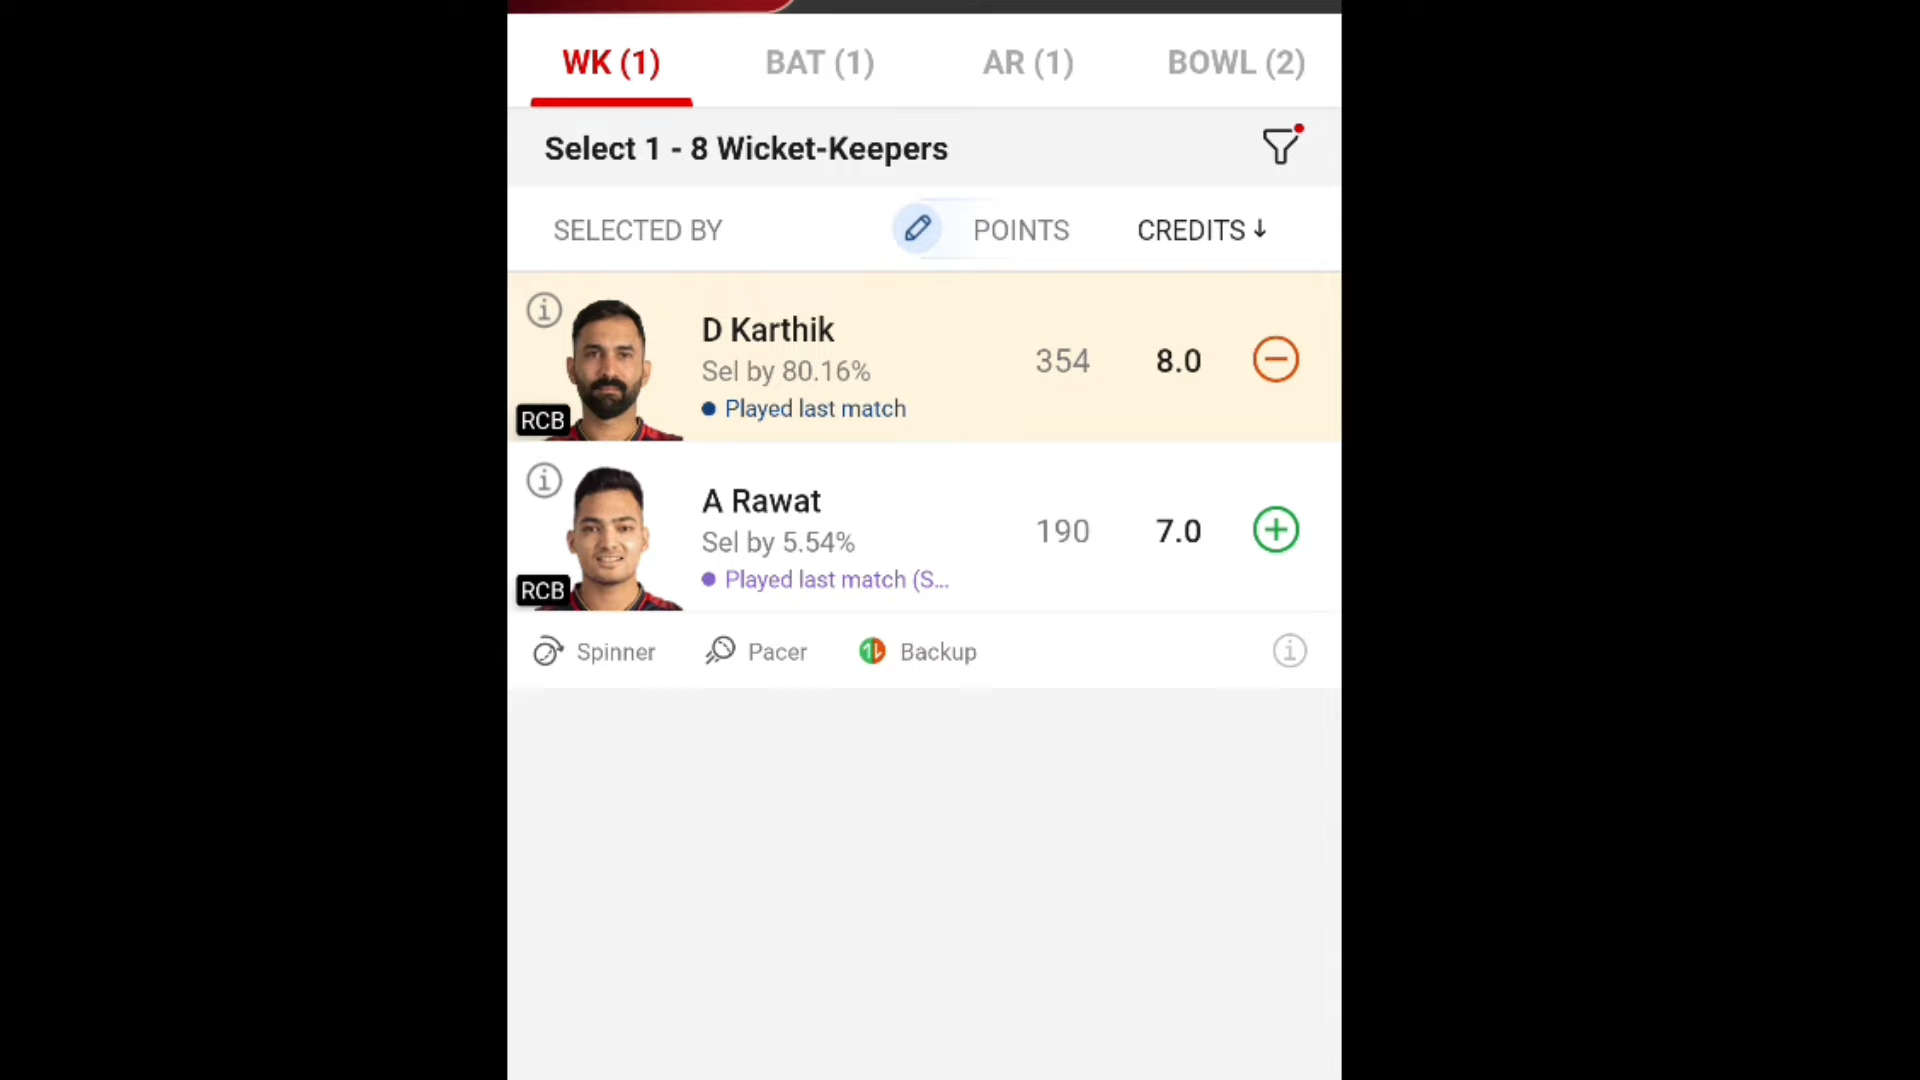 WK (1) BAT (1) AR (1) BOWL (2)
Select 1 - 8 Wicket-Keepers
SELECTED BY POINTS CREDITS↓
D Karthik
Sel by 80.16%
Played last match
354 8.0
RCB
A Rawat
Sel by 5.54%
Played last match (S...
190 7.0
RCB
Spinner Pacer Backup